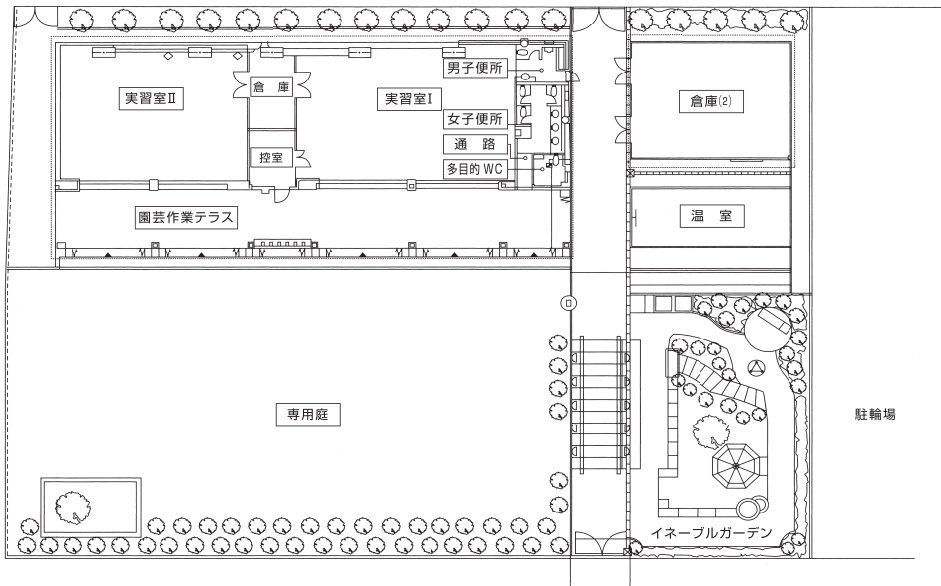 男子便所
実習室Ⅱ
倉 庫
実習室Ⅰ
倉庫⑵
女子便所
通 路
控室
多目的 WC
園芸作業テラス
温 室
専用庭
駐輪場
イネーブルガーデン